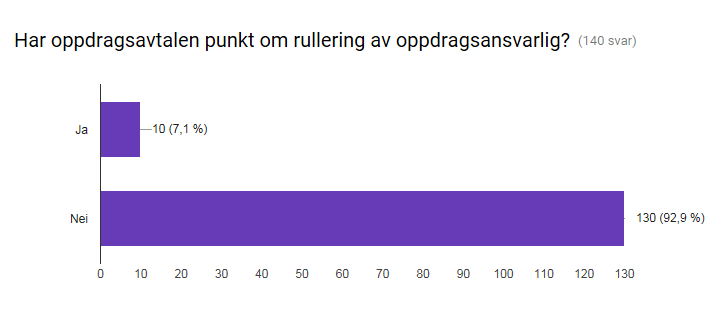 Har oppdragsavtalen punkt om rullering av oppdragsansvarlig? (140 svar)
Ja 10 (7,1 %)
Nei 130 (92,9 %)
0 10 20 30 40 50 60 70 80 90 100 110 120 130